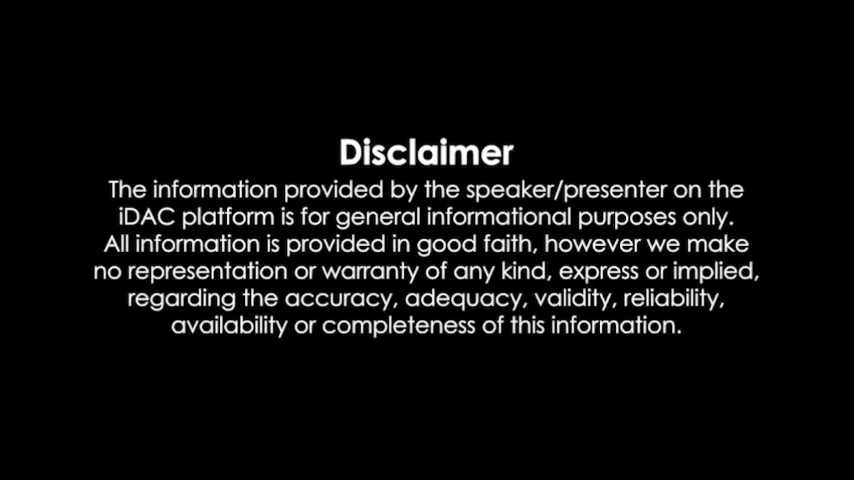 Disclaimer
The information provided by the speaker/presenter on the
iDAC platform is for general informational purposes only.
All information is provided in good faith, however we make
no representation or warranty of any kind, express or implied,
regarding the accuracy, adequacy, validity, reliability,
availability or completeness of this information.